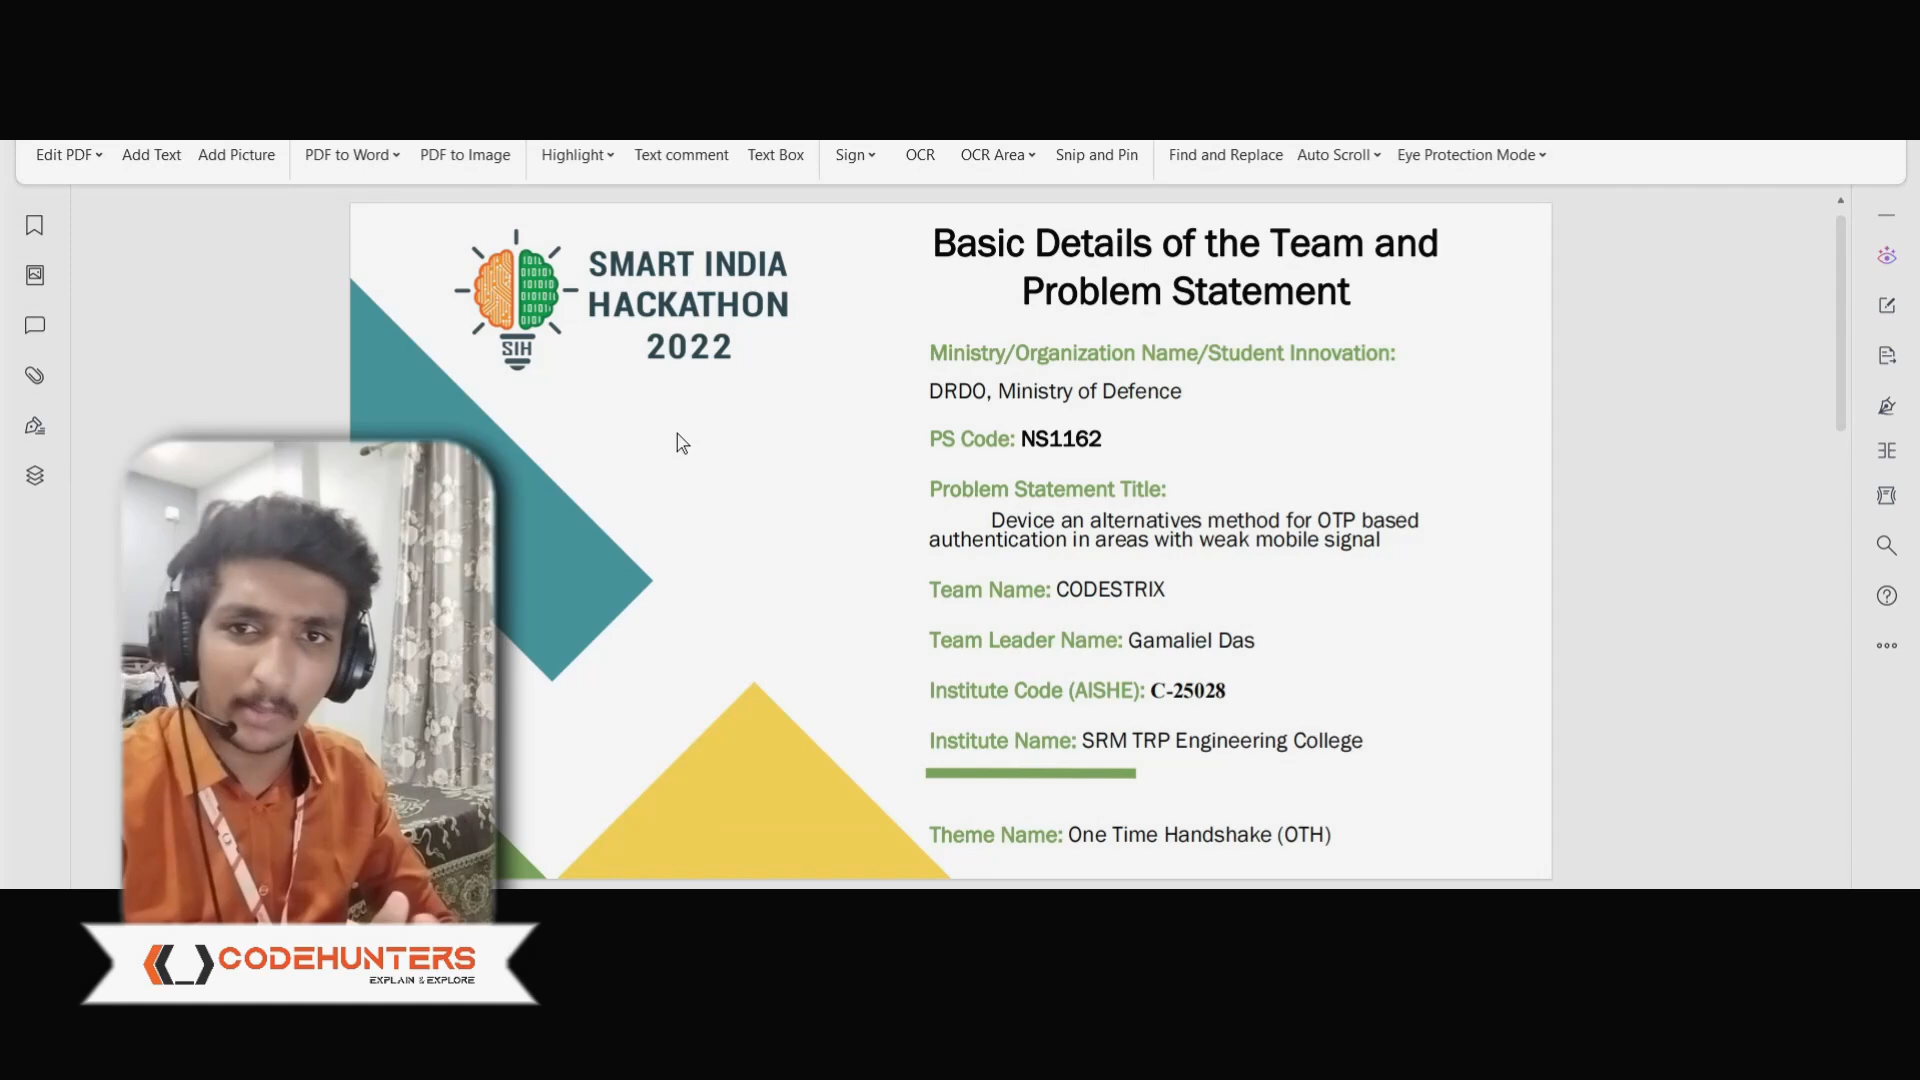 Edit PDF Add Text Add Picture PDF to Word PDF to Image Highlight Text comment Text Box Sign OCR OCR Area Snip and Pin Find and Replace Auto Scroll Eye Protection Mode
SMART INDIA
HACKATHON
2022
SIH
Basic Details of the Team and
Problem Statement
Ministry/Organization Name/Student Innovation:
DRDO, Ministry of Defence
PS Code: NS1162
Problem Statement Title:
Device an alternatives method for OTP based
authentication in areas with weak mobile signal
Team Name: CODESTRIX
Team Leader Name: Gamaliel Das
Institute Code (AISHE): C-25028
Institute Name: SRM TRP Engineering College
Theme Name: One Time Handshake (OTH)
CODEHUNTERS
EXPLAIN & EXPLORE